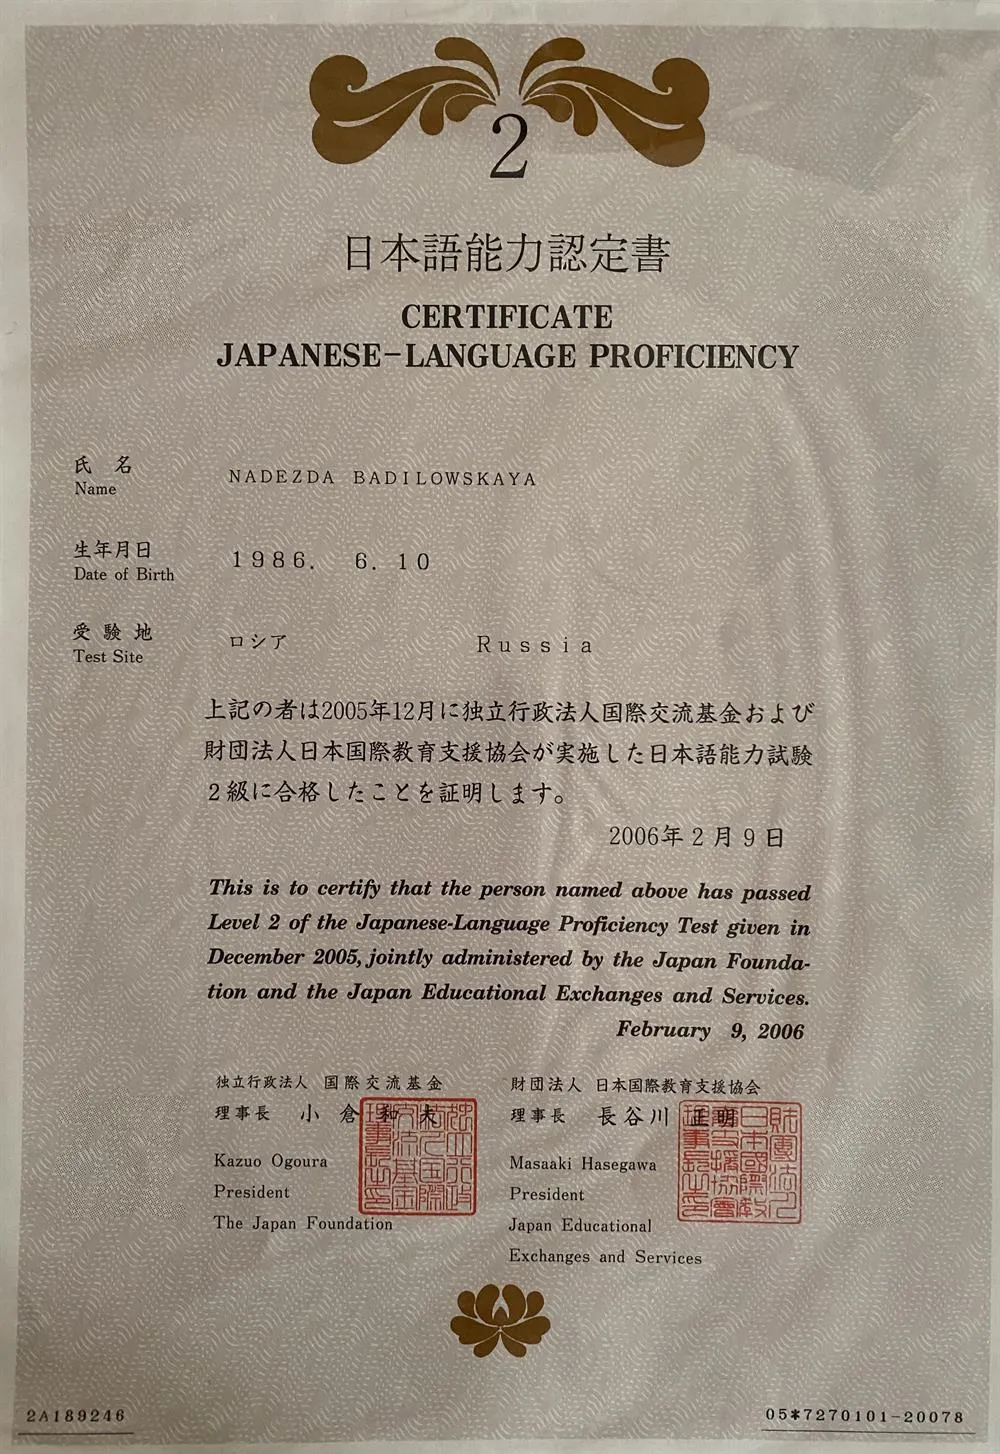 2
日本語能力認定書
CERTIFICATE
JAPANESE-LANGUAGE PROFICIENCY
氏名
Name
NADEZDA BADILOWSKAYA
生年月日
Date of Birth
1986. 6. 10
受験地
Test Site
ロシア Russia
上記の者は2005年12月に独立行政法人国際交流基金および
財団法人日本国際教育支援協会が実施した日本語能力試験
2級に合格したことを証明します。
2006年2月9日
This is to certify that the person named above has passed
Level 2 of the Japanese-Language Proficiency Test given in
December 2005, jointly administered by the Japan Founda-
tion and the Japan Educational Exchanges and Services.
February 9, 2006
独立行政法人 国際交流基金
理事長 小倉和夫
Kazuo Ogoura
President
The Japan Foundation
財団法人 日本国際教育支援協会
理事長 長谷川 正明
Masaaki Hasegawa
President
Japan Educational
Exchanges and Services
2A189246
05*7270101-20078